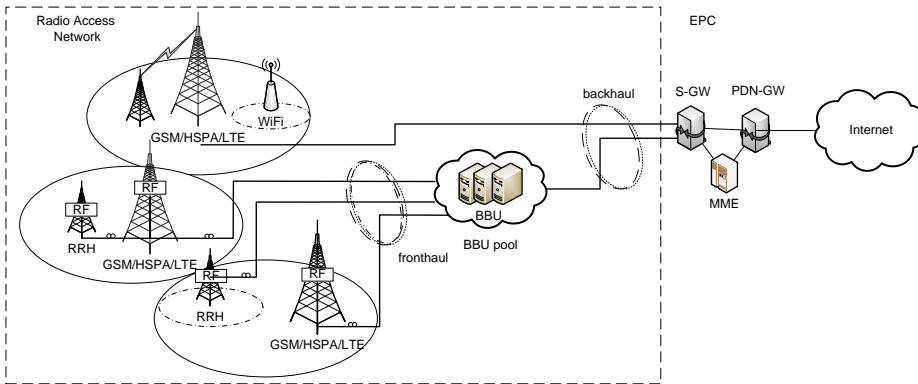 Radio Access
Network
EPC
backhaul
S-GW
PDN-GW
WiFi
GSM/HSPA/LTE
Internet
MME
RF
RF
RRH
GSM/HSPA/LTE
BBU
BBU pool
fronthaul
RF
RRH
RF
GSM/HSPA/LTE